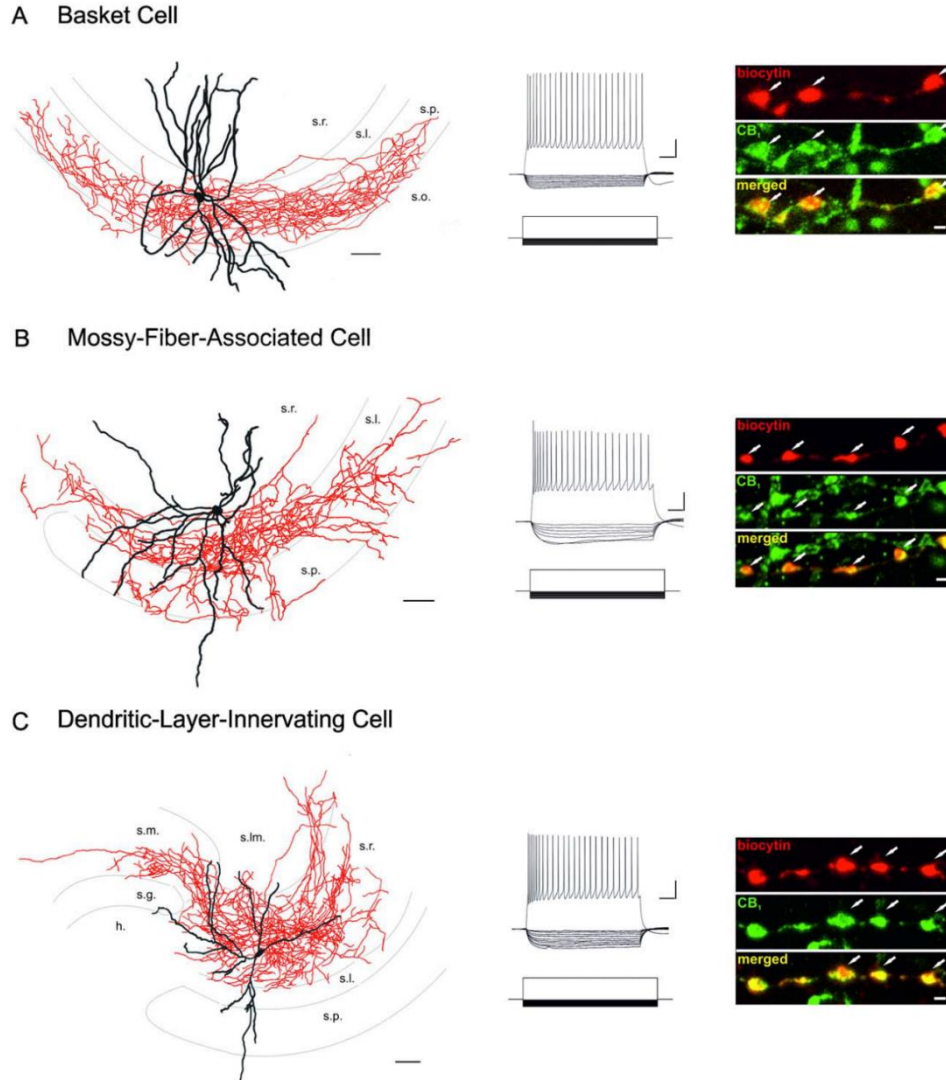 A Basket Cell
s.r.
s.l.
s.p.
s.o.
biocytin
CB₁
merged
B Mossy-Fiber-Associated Cell
s.r.
s.l.
s.p.
biocytin
CB₁
merged
C Dendritic-Layer-Innervating Cell
s.m.
s.lm.
s.r.
s.g.
h.
s.l.
s.p.
biocytin
CB₁
merged